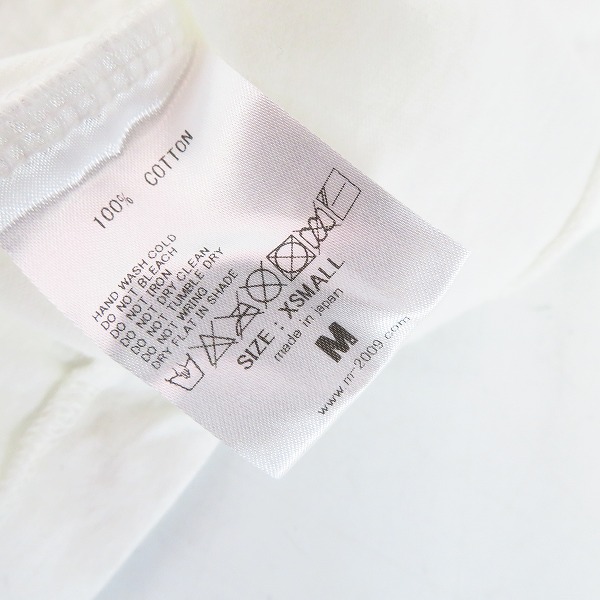 100% COTTON
HAND WASH COLD
DO NOT BLEACH
DO NOT IRON
DO NOT DRY CLEAN
DO NOT TUMBLE DRY
DO NOT WRING
DRY FLAT IN SHADE
SIZE : XSMALL
made in japan
M
www.m-2009.com